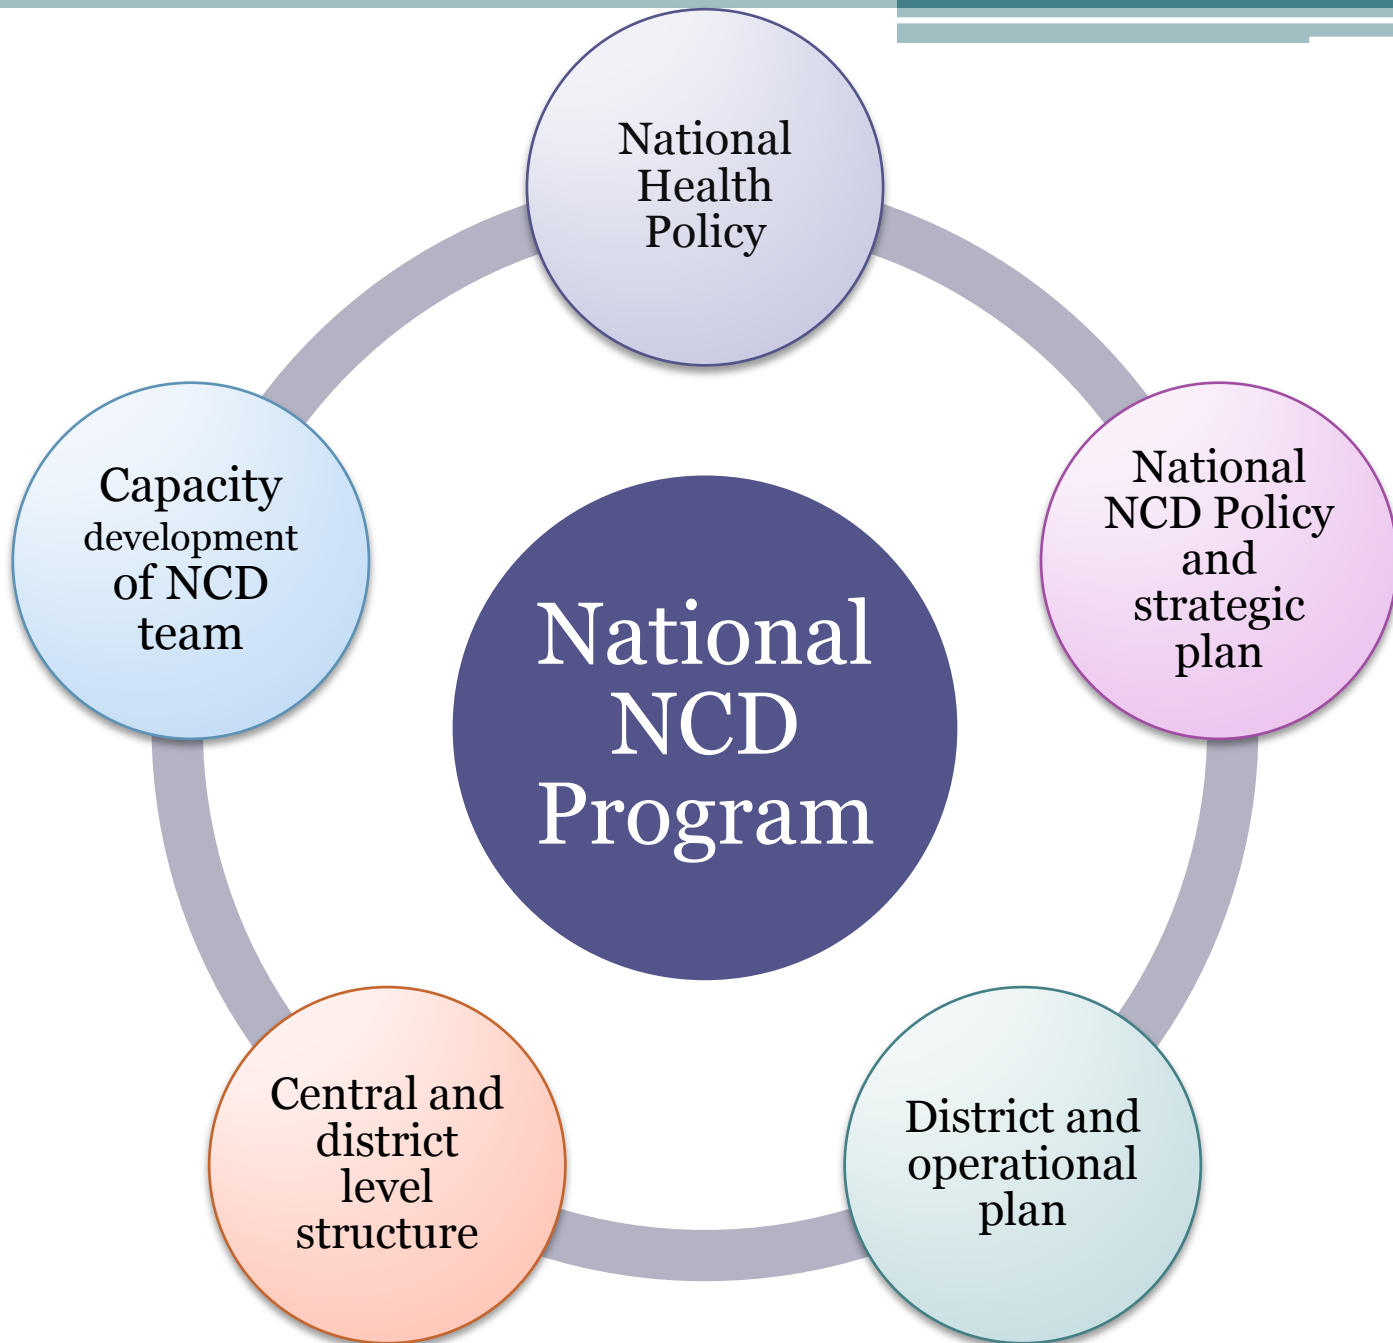 National
Health
Policy
National
NCD Policy
and
strategic
plan
District and
operational
plan
Central and
district
level
structure
Capacity
development
of NCD
team
National
NCD
Program